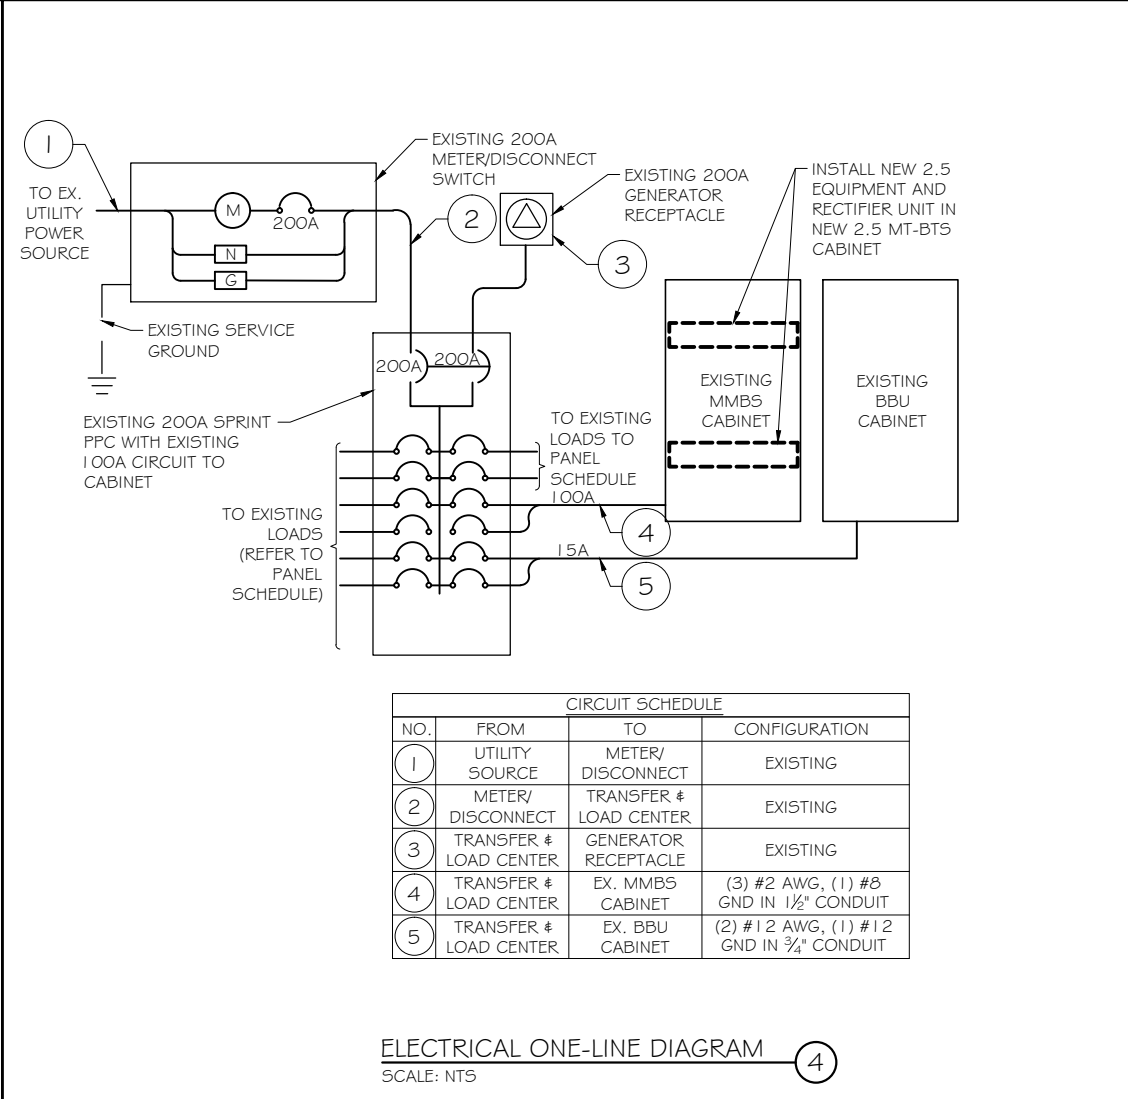 1
TO EX.
UTILITY
POWER
SOURCE
M
200A
N
G
EXISTING SERVICE
GROUND
EXISTING 200A
METER/DISCONNECT
SWITCH
2
EXISTING 200A
GENERATOR
RECEPTACLE
3
INSTALL NEW 2.5
EQUIPMENT AND
RECTIFIER UNIT IN
NEW 2.5 MT-BTS
CABINET
200A
200A
EXISTING 200A SPRINT
PPC WITH EXISTING
100A CIRCUIT TO
CABINET
TO EXISTING
LOADS TO
PANEL
SCHEDULE
100A
EXISTING
MMBS
CABINET
EXISTING
BBU
CABINET
TO EXISTING
LOADS
(REFER TO
PANEL
SCHEDULE)
4
15A
5
CIRCUIT SCHEDULE
NO. FROM TO CONFIGURATION
1 UTILITY SOURCE METER/ DISCONNECT EXISTING
2 METER/ DISCONNECT TRANSFER & LOAD CENTER EXISTING
3 TRANSFER & LOAD CENTER GENERATOR RECEPTACLE EXISTING
4 TRANSFER & LOAD CENTER EX. MMBS CABINET (3) #2 AWG, (1) #8 GND IN 1½" CONDUIT
5 TRANSFER & LOAD CENTER EX. BBU CABINET (2) #12 AWG, (1) #12 GND IN ¾" CONDUIT
ELECTRICAL ONE-LINE DIAGRAM
4
SCALE: NTS